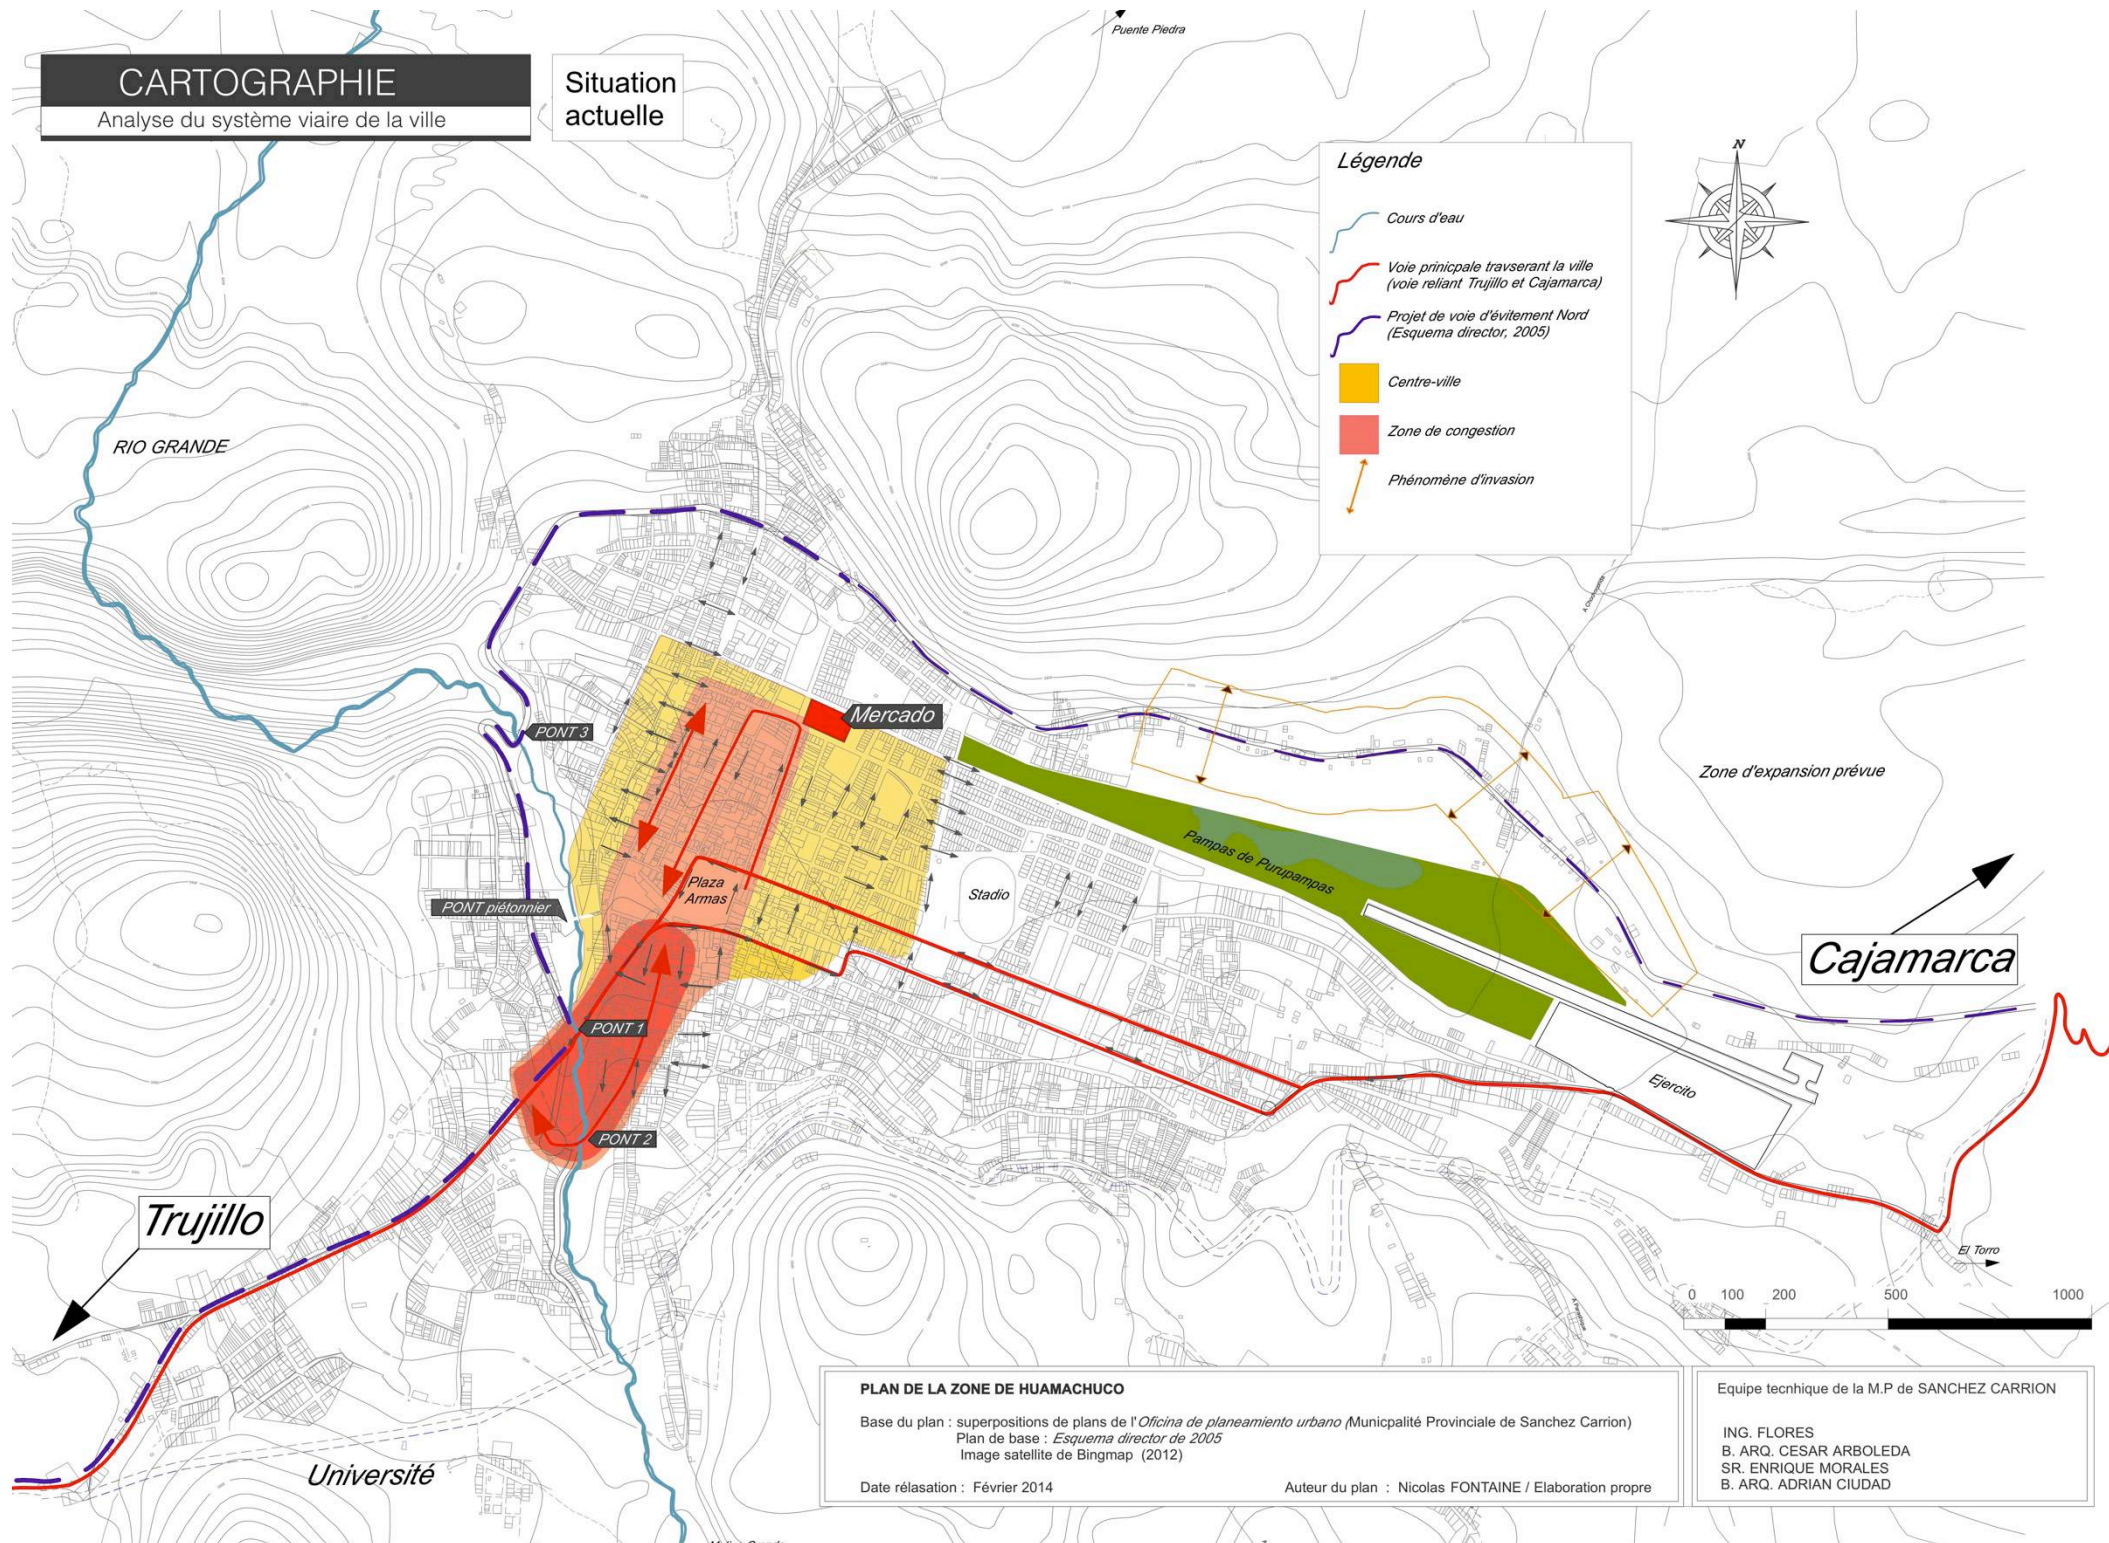 Puente Piedra
CARTOGRAPHIE
Analyse du système viaire de la ville
Situation
actuelle
Légende
N
Cours d'eau
Voie prinicpale travserant la ville
(voie reliant Trujillo et Cajamarca)
Projet de voie d'évitement Nord
(Esquema director, 2005)
Centre-ville
Zone de congestion
Phénomène d'invasion
RIO GRANDE
Mercado
PONT 3
Zone d'expansion prévue
Pampas de Purupampas
Plaza
Armas
Stadio
PONT piétonnier
Cajamarca
PONT 1
Ejercito
PONT 2
Trujillo
El Torro
0 100 200 500 1000
Université
PLAN DE LA ZONE DE HUAMACHUCO
Base du plan : superpositions de plans de l'Oficina de planeamiento urbano (Municpalité Provinciale de Sanchez Carrion)
Plan de base : Esquema director de 2005
Image satellite de Bingmap (2012)
Date rélasation : Février 2014
Auteur du plan : Nicolas FONTAINE / Elaboration propre
Equipe tecnhique de la M.P de SANCHEZ CARRION
ING. FLORES
B. ARQ. CESAR ARBOLEDA
SR. ENRIQUE MORALES
B. ARQ. ADRIAN CIUDAD